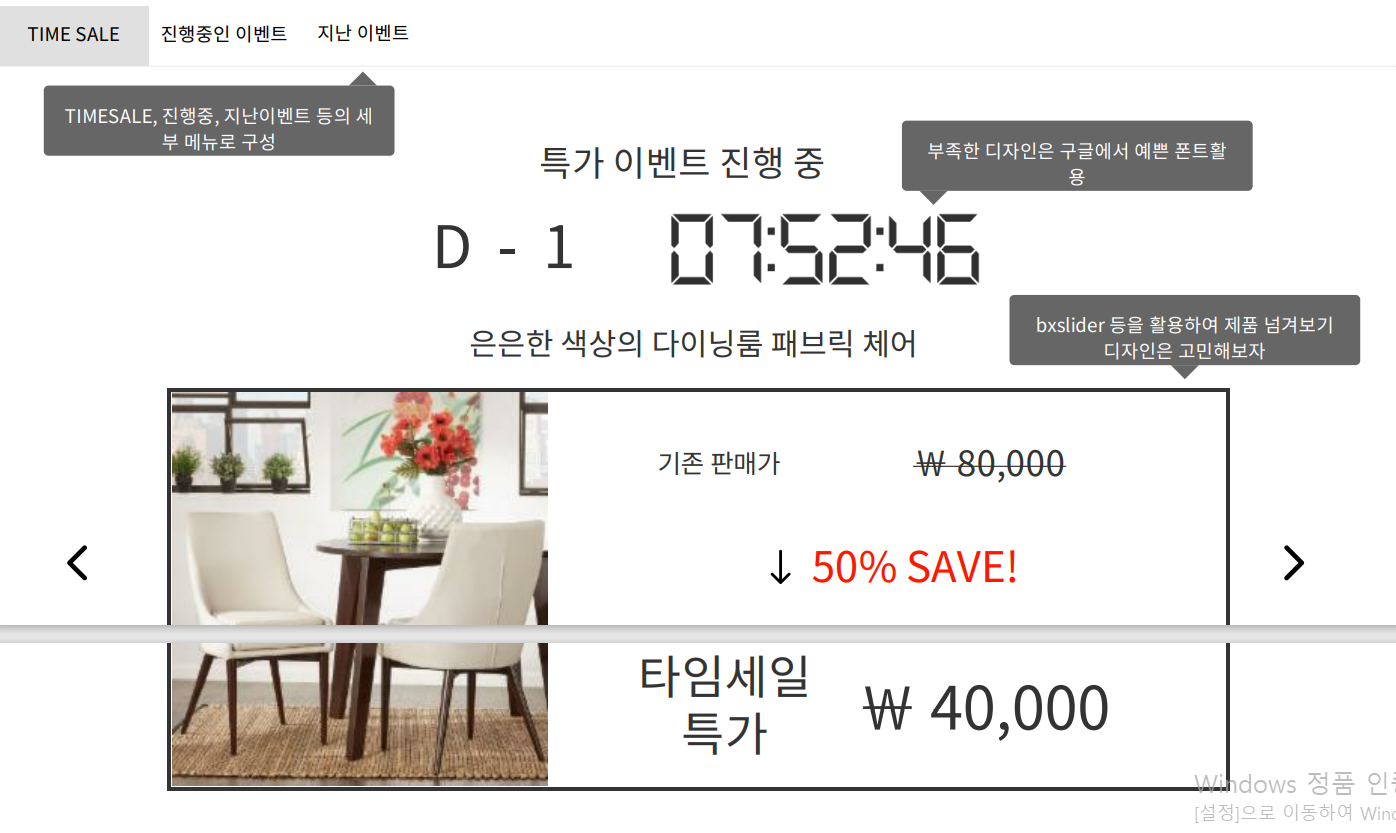 TIME SALE 진행중인 이벤트 지난 이벤트
TIMESALE, 진행중, 지난이벤트 등의 세
부 메뉴로 구성
부족한 디자인은 구글에서 예쁜 폰트활
용
특가 이벤트 진행 중
D - 1 07:52:46
bxslider 등을 활용하여 제품 넘겨보기
디자인은 고민해보자
은은한 색상의 다이닝룸 패브릭 체어
기존 판매가 ₩ 80,000
↓ 50% SAVE!
타임세일
특가
₩ 40,000
Windows 정품 인
[설정]으로 이동하여 Wind